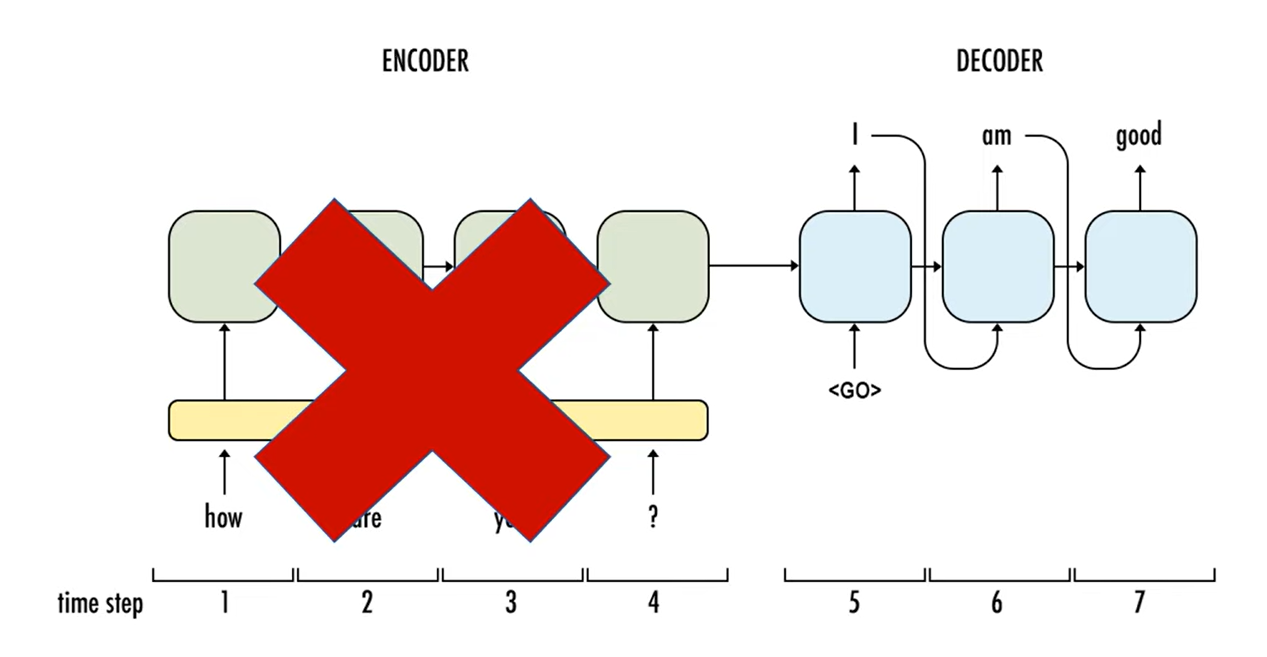 ENCODER DECODER
I am good
<GO>
how ?
time step 1 2 3 4 5 6 7